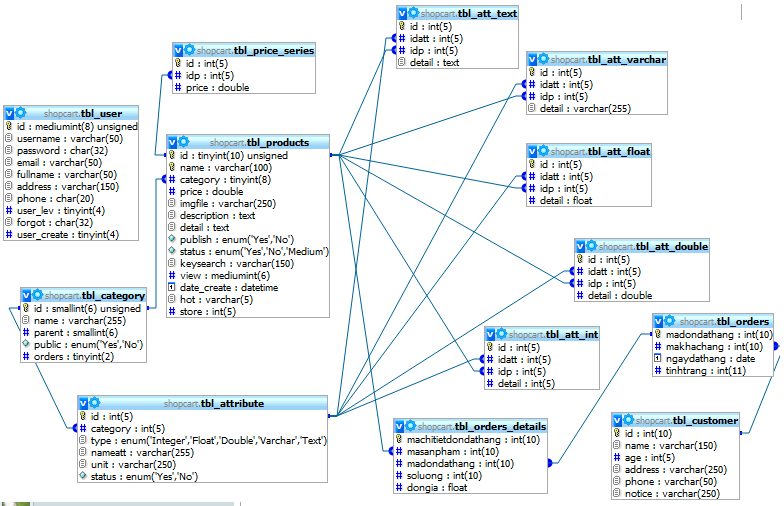 shopcart.tbl_att_text
id : int(5)
idatt : int(5)
idp : int(5)
detail : text
shopcart.tbl_price_series
id : int(5)
idp : int(5)
price : double
shopcart.tbl_att_varchar
id : int(5)
idatt : int(5)
idp : int(5)
detail : varchar(255)
shopcart.tbl_user
id : mediumint(8) unsigned
username : varchar(50)
password : char(32)
email : varchar(50)
fullname : varchar(50)
address : varchar(150)
phone : char(20)
user_lev : tinyint(4)
forgot : char(32)
user_create : tinyint(4)
shopcart.tbl_products
id : tinyint(10) unsigned
name : varchar(100)
category : tinyint(8)
price : double
imgfile : varchar(250)
description : text
detail : text
publish : enum('Yes','No')
status : enum('Yes','No','Medium')
keysearch : varchar(150)
view : mediumint(6)
date_create : datetime
hot : varchar(5)
store : int(5)
shopcart.tbl_att_float
id : int(5)
idatt : int(5)
idp : int(5)
detail : float
shopcart.tbl_att_double
id : int(5)
idatt : int(5)
idp : int(5)
detail : double
shopcart.tbl_category
id : smallint(6) unsigned
name : varchar(255)
parent : smallint(6)
public : enum('Yes','No')
orders : tinyint(2)
shopcart.tbl_att_int
id : int(5)
idatt : int(5)
idp : int(5)
detail : int(5)
shopcart.tbl_orders
madondathang : int(10)
makhachang : int(10)
ngaydathang : date
tinhtrang : int(11)
shopcart.tbl_attribute
id : int(5)
category : int(5)
type : enum('Integer','Float','Double','Varchar','Text')
nameatt : varchar(255)
unit : varchar(250)
status : enum('Yes','No')
shopcart.tbl_orders_details
machitietdondathang : int(10)
masanpham : int(10)
madondathang : int(10)
soluong : int(10)
dongia : float
shopcart.tbl_customer
id : int(10)
name : varchar(150)
age : int(5)
address : varchar(250)
phone : varchar(50)
notice : varchar(250)